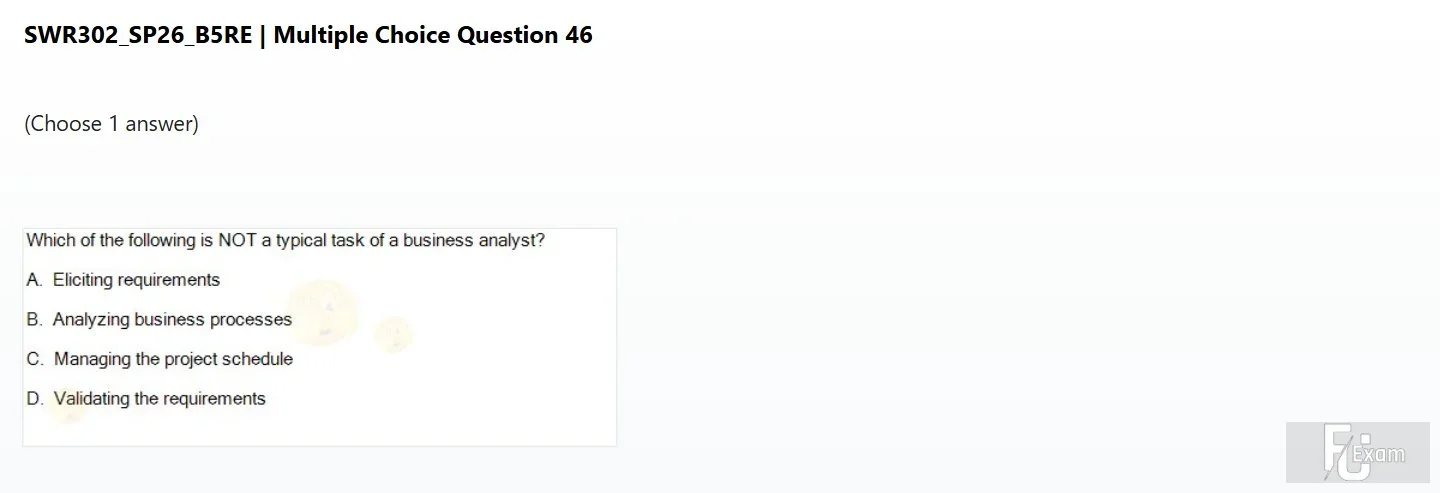 SWR302_SP26_B5RE | Multiple Choice Question 46
(Choose 1 answer)
Which of the following is NOT a typical task of a business analyst?
A. Eliciting requirements
B. Analyzing business processes
C. Managing the project schedule
D. Validating the requirements
FU Exam